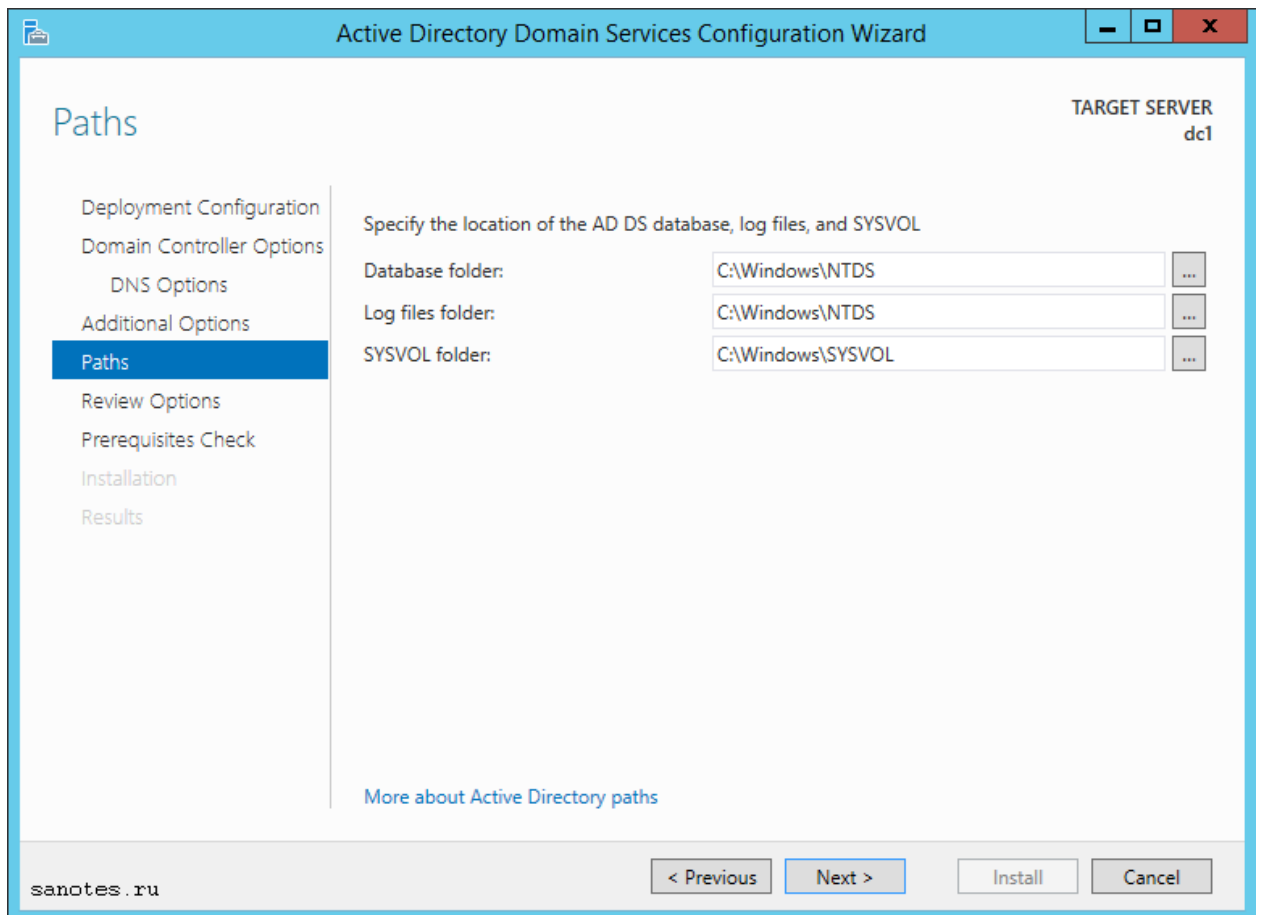 Active Directory Domain Services Configuration Wizard
Paths
TARGET SERVER
dc1
Deployment Configuration
Domain Controller Options
DNS Options
Additional Options
Paths
Review Options
Prerequisites Check
Installation
Results
Specify the location of the AD DS database, log files, and SYSVOL
Database folder: C:\Windows\NTDS ...
Log files folder: C:\Windows\NTDS ...
SYSVOL folder: C:\Windows\SYSVOL ...
More about Active Directory paths
< Previous Next > Install Cancel
sanotes.ru